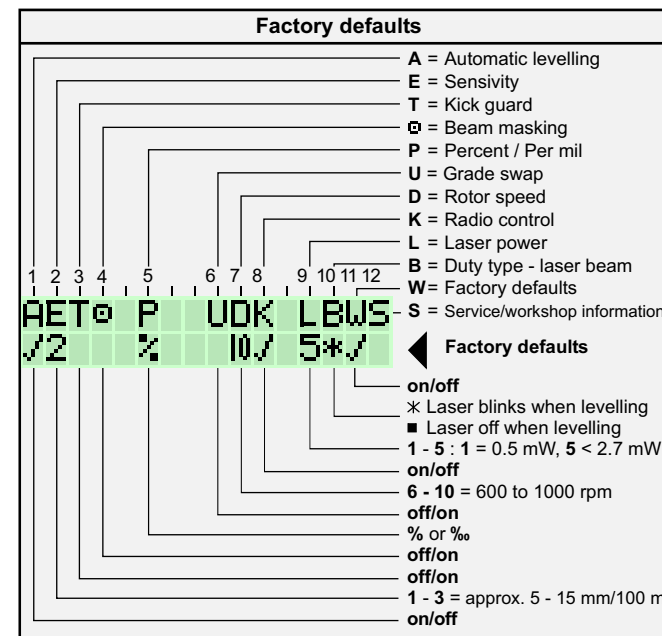 Factory defaults
A = Automatic levelling
E = Sensivity
T = Kick guard
⊙ = Beam masking
P = Percent / Per mil
U = Grade swap
D = Rotor speed
K = Radio control
L = Laser power
B = Duty type - laser beam
W= Factory defaults
S = Service/workshop information
1 2 3 4 5 6 7 8 9 10 11 12
AET⊙ P UDK LBWS
✓2 % 10✓ 5*✓
Factory defaults
on/off
* Laser blinks when levelling
■ Laser off when levelling
1 - 5 : 1 = 0.5 mW, 5 < 2.7 mW
on/off
6 - 10 = 600 to 1000 rpm
off/on
% or ‰
off/on
off/on
1 - 3 = approx. 5 - 15 mm/100 m
on/off